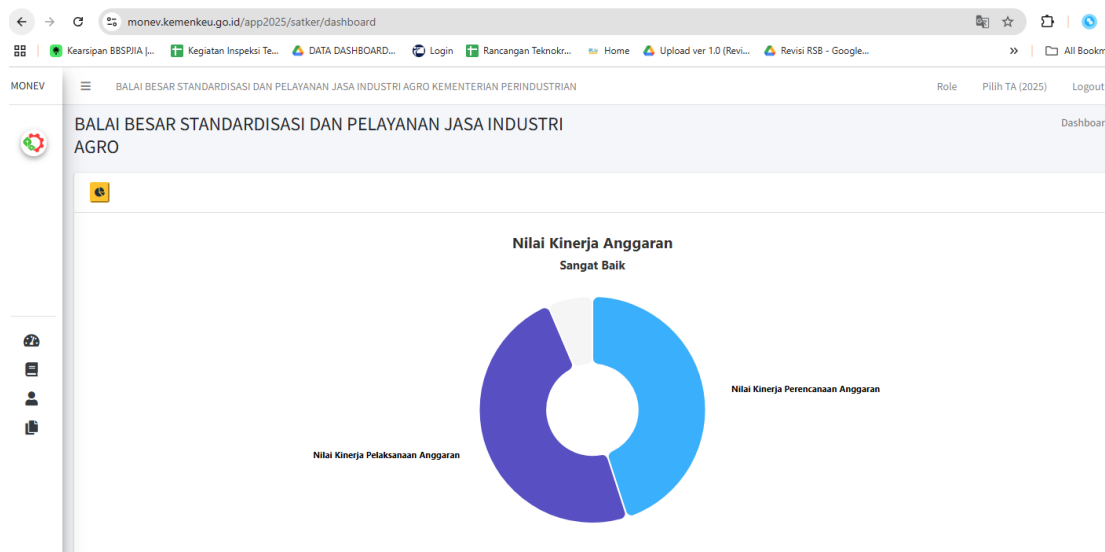 monev.kemenkeu.go.id/app2025/satker/dashboard
Kearsipan BBSPJIA |... Kegiatan Inspeksi Te... DATA DASHBOARD... Login Rancangan Teknokr... Home Upload ver 1.0 (Revi... Revisi RSB - Google... » All Bookm
MONEV BALAI BESAR STANDARDISASI DAN PELAYANAN JASA INDUSTRI AGRO KEMENTERIAN PERINDUSTRIAN Role Pilih TA (2025) Logout
BALAI BESAR STANDARDISASI DAN PELAYANAN JASA INDUSTRI
AGRO
Dashboar
Nilai Kinerja Anggaran
Sangat Baik
Nilai Kinerja Perencanaan Anggaran
Nilai Kinerja Pelaksanaan Anggaran